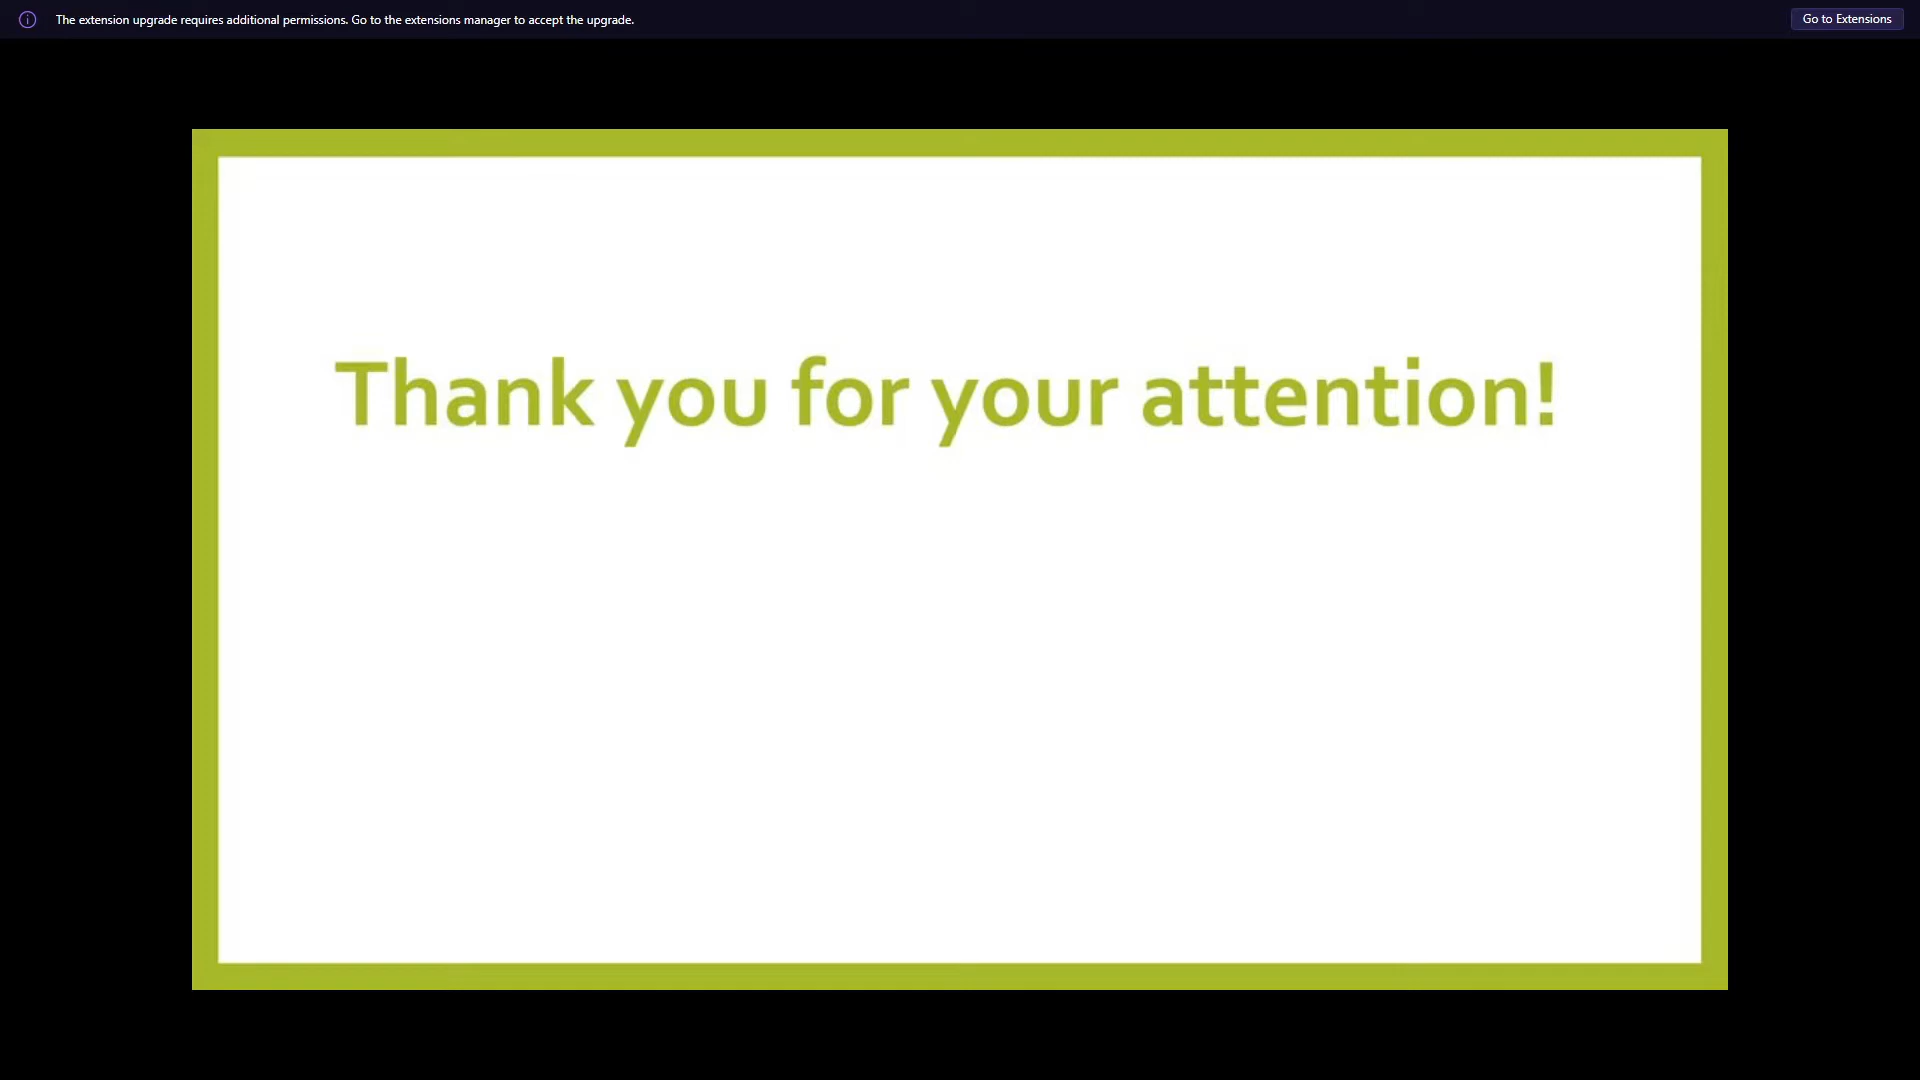 The extension upgrade requires additional permissions. Go to the extensions manager to accept the upgrade.
Go to Extensions
Thank you for your attention!